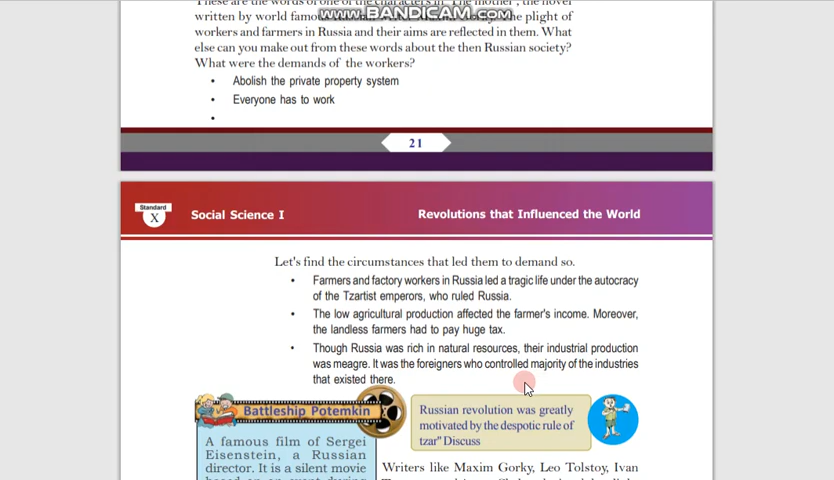 These are the words of one of the characters in 'The mother', the novel
www.BANDICAM.com
written by world famous Maxim Gorky. The plight of
workers and farmers in Russia and their aims are reflected in them. What
else can you make out from these words about the then Russian society?
What were the demands of the workers?
• Abolish the private property system
• Everyone has to work
•
21
Standard
X
Social Science I
Revolutions that Influenced the World
Let's find the circumstances that led them to demand so.
• Farmers and factory workers in Russia led a tragic life under the autocracy
of the Tzartist emperors, who ruled Russia.
• The low agricultural production affected the farmer's income. Moreover,
the landless farmers had to pay huge tax.
• Though Russia was rich in natural resources, their industrial production
was meagre. It was the foreigners who controlled majority of the industries
that existed there.
Battleship Potemkin
A famous film of Sergei
Eisenstein, a Russian
director. It is a silent movie
Russian revolution was greatly
motivated by the despotic rule of
tzar" Discuss
Writers like Maxim Gorky, Leo Tolstoy, Ivan